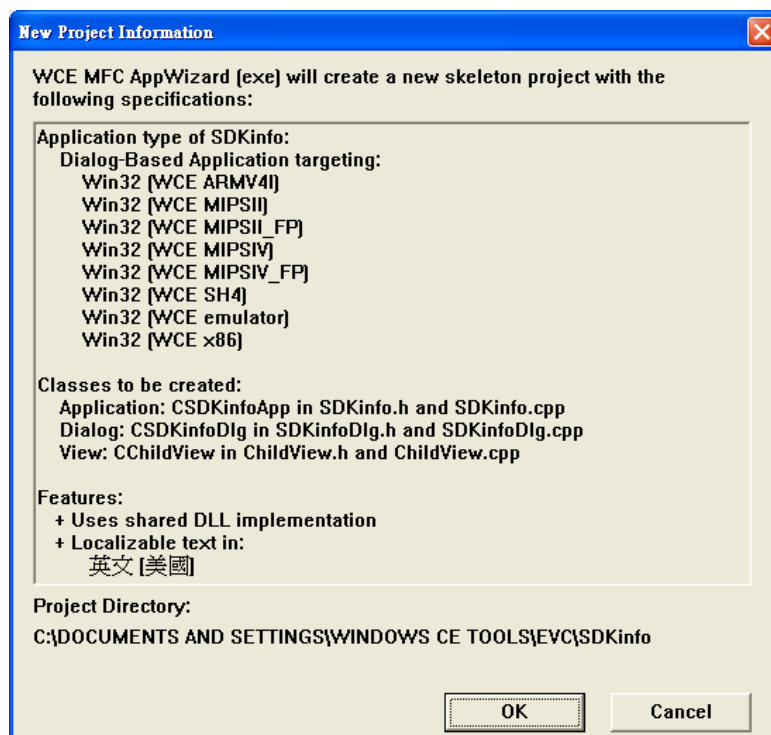 New Project Information
WCE MFC AppWizard (exe) will create a new skeleton project with the
following specifications:
Application type of SDKinfo:
Dialog-Based Application targeting:
Win32 (WCE ARMV4I)
Win32 (WCE MIPSII)
Win32 (WCE MIPSII_FP)
Win32 (WCE MIPSIV)
Win32 (WCE MIPSIV_FP)
Win32 (WCE SH4)
Win32 (WCE emulator)
Win32 (WCE x86)
Classes to be created:
Application: CSDKinfoApp in SDKinfo.h and SDKinfo.cpp
Dialog: CSDKinfoDlg in SDKinfoDlg.h and SDKinfoDlg.cpp
View: CChildView in ChildView.h and ChildView.cpp
Features:
+ Uses shared DLL implementation
+ Localizable text in:
英文 [美國]
Project Directory:
C:\DOCUMENTS AND SETTINGS\WINDOWS CE TOOLS\EVC\SDKinfo
OK Cancel